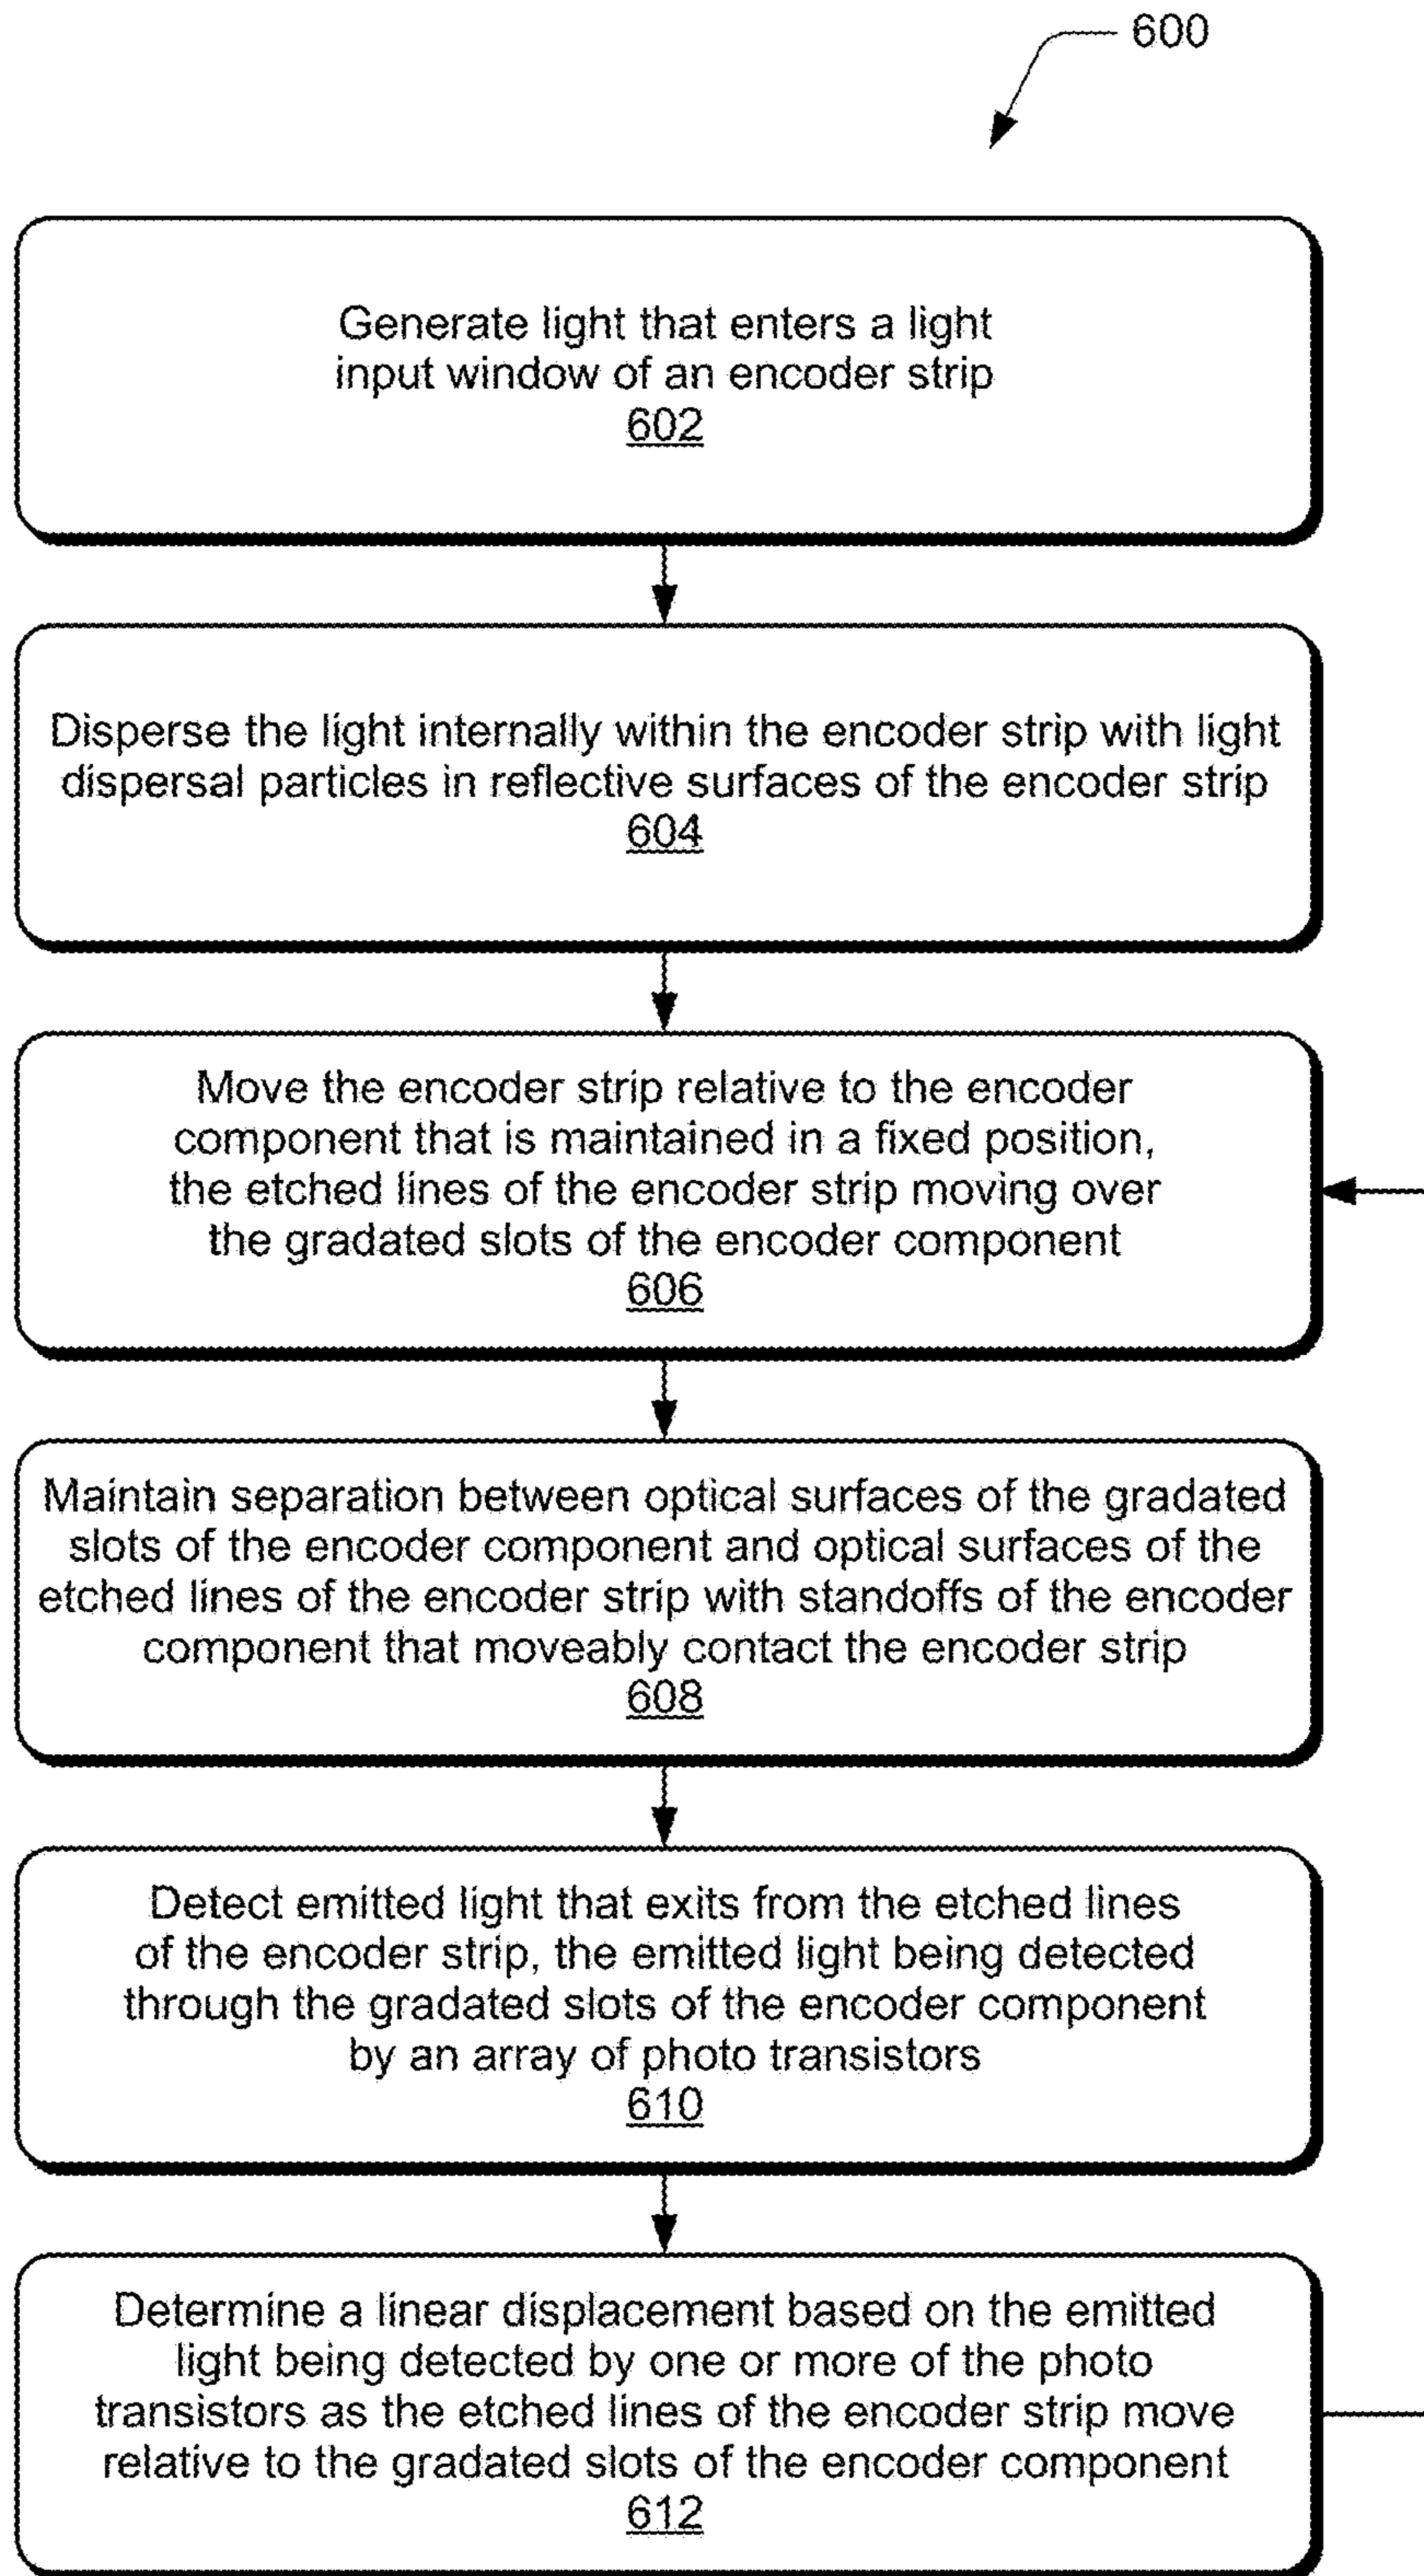 600
Generate light that enters a light
input window of an encoder strip
602
Disperse the light internally within the encoder strip with light
dispersal particles in reflective surfaces of the encoder strip
604
Move the encoder strip relative to the encoder
component that is maintained in a fixed position,
the etched lines of the encoder strip moving over
the gradated slots of the encoder component
606
Maintain separation between optical surfaces of the gradated
slots of the encoder component and optical surfaces of the
etched lines of the encoder strip with standoffs of the encoder
component that moveably contact the encoder strip
608
Detect emitted light that exits from the etched lines
of the encoder strip, the emitted light being detected
through the gradated slots of the encoder component
by an array of photo transistors
610
Determine a linear displacement based on the emitted
light being detected by one or more of the photo
transistors as the etched lines of the encoder strip move
relative to the gradated slots of the encoder component
612